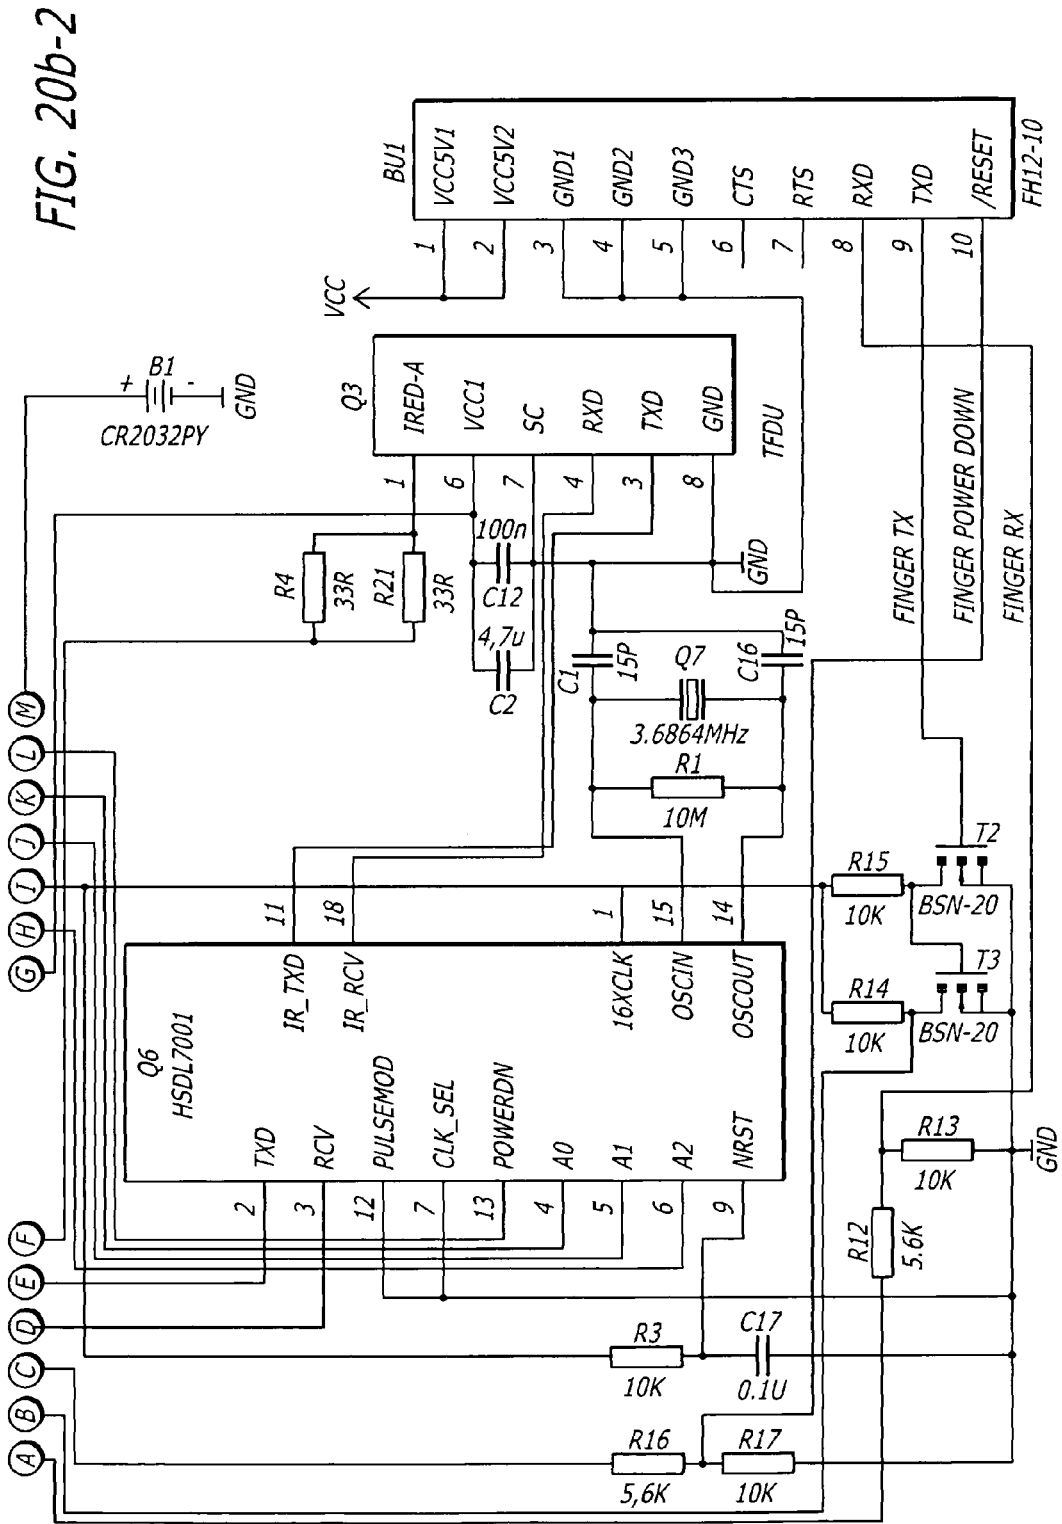 FIG. 20b-2
BU1
VCC5V1
VCC5V2
GND1
GND2
GND3
CTS
RTS
RXD
TXD
/RESET
FH12-10
1
2
3
4
5
6
7
8
9
10
VCC
B1
+
-
GND
CR2032PY
Q3
IRED-A
VCC1
SC
RXD
TXD
GND
TFDU
1
6
7
4
3
8
R4
33R
R21
33R
100n
C12
4,7u
C2
GND
FINGER TX
FINGER POWER DOWN
FINGER RX
C1
15P
Q7
C16
15P
3.6864MHz
R1
10M
M
L
K
J
I
H
G
F
E
D
C
B
A
11
18
1
15
14
Q6
HSDL7001
IR_TXD
IR_RCV
16XCLK
OSCIN
OSCOUT
TXD
RCV
PULSEMOD
CLK_SEL
POWERDN
A0
A1
A2
NRST
2
3
12
7
13
4
5
6
9
R15
10K
T2
BSN-20
R14
10K
T3
BSN-20
R13
10K
GND
R12
5.6K
R3
10K
C17
0.1U
R16
5,6K
R17
10K